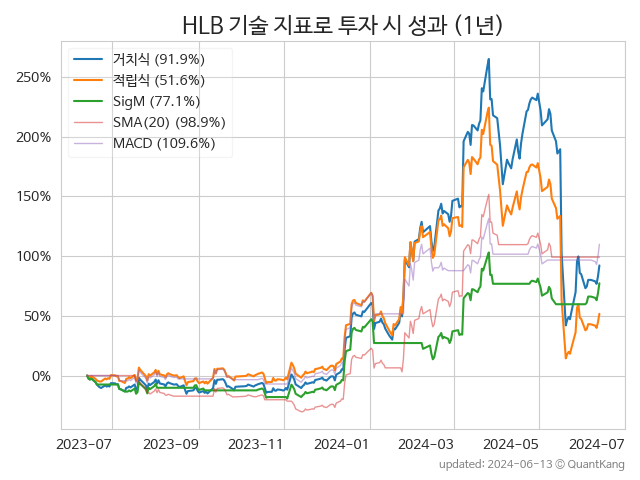 HLB 기술 지표로 투자 시 성과 (1년)
거치식 (91.9%)
적립식 (51.6%)
SigM (77.1%)
SMA(20) (98.9%)
MACD (109.6%)
250%
200%
150%
100%
50%
0%
2023-07 2023-09 2023-11 2024-01 2024-03 2024-05 2024-07
updated: 2024-06-13 ⓒ QuantKang